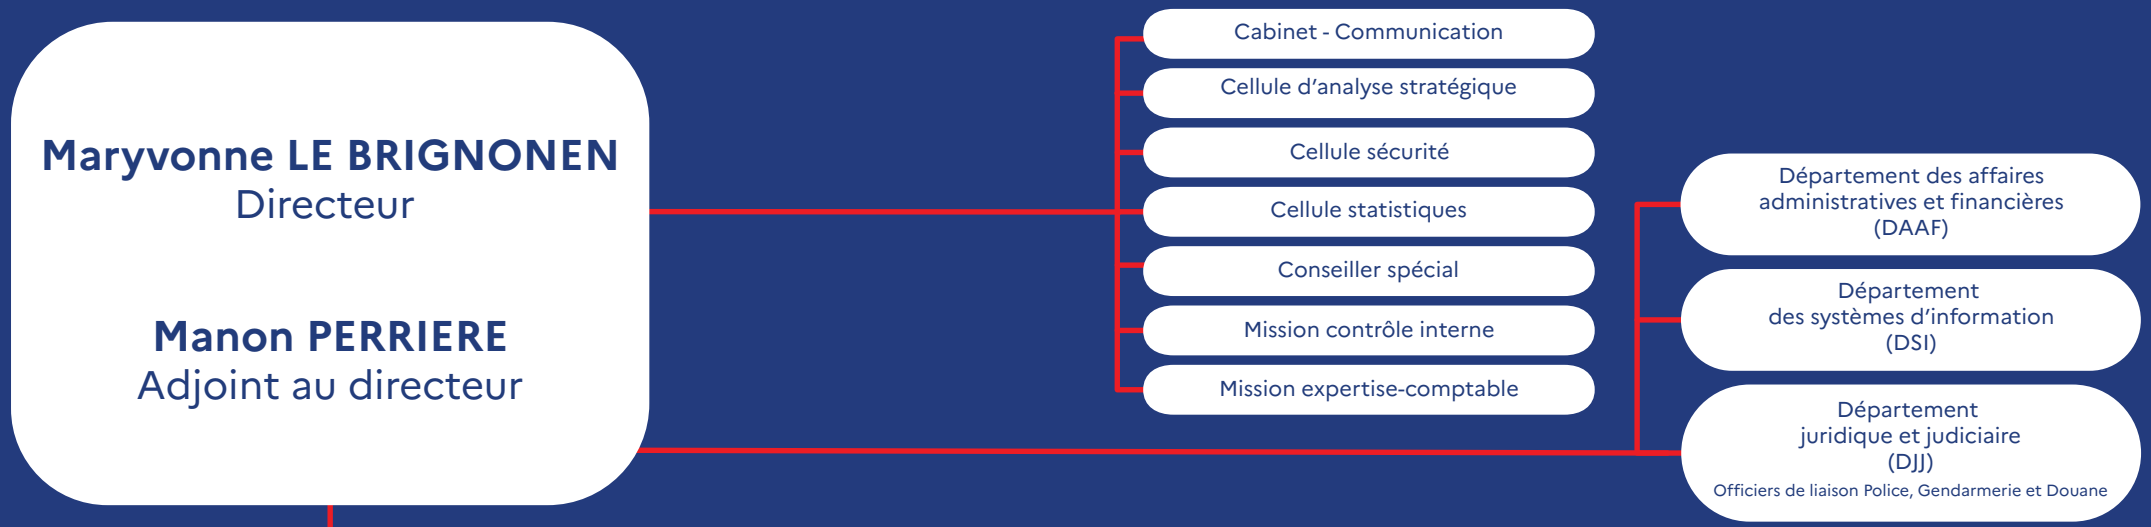 Maryvonne LE BRIGNONEN
Directeur
Manon PERRIERE
Adjoint au directeur
Cabinet - Communication
Cellule d’analyse stratégique
Cellule sécurité
Cellule statistiques
Conseiller spécial
Mission contrôle interne
Mission expertise-comptable
Département des affaires
administratives et financières
(DAAF)
Département
des systèmes d’information
(DSI)
Département
juridique et judiciaire
(DJJ)
Officiers de liaison Police, Gendarmerie et Douane